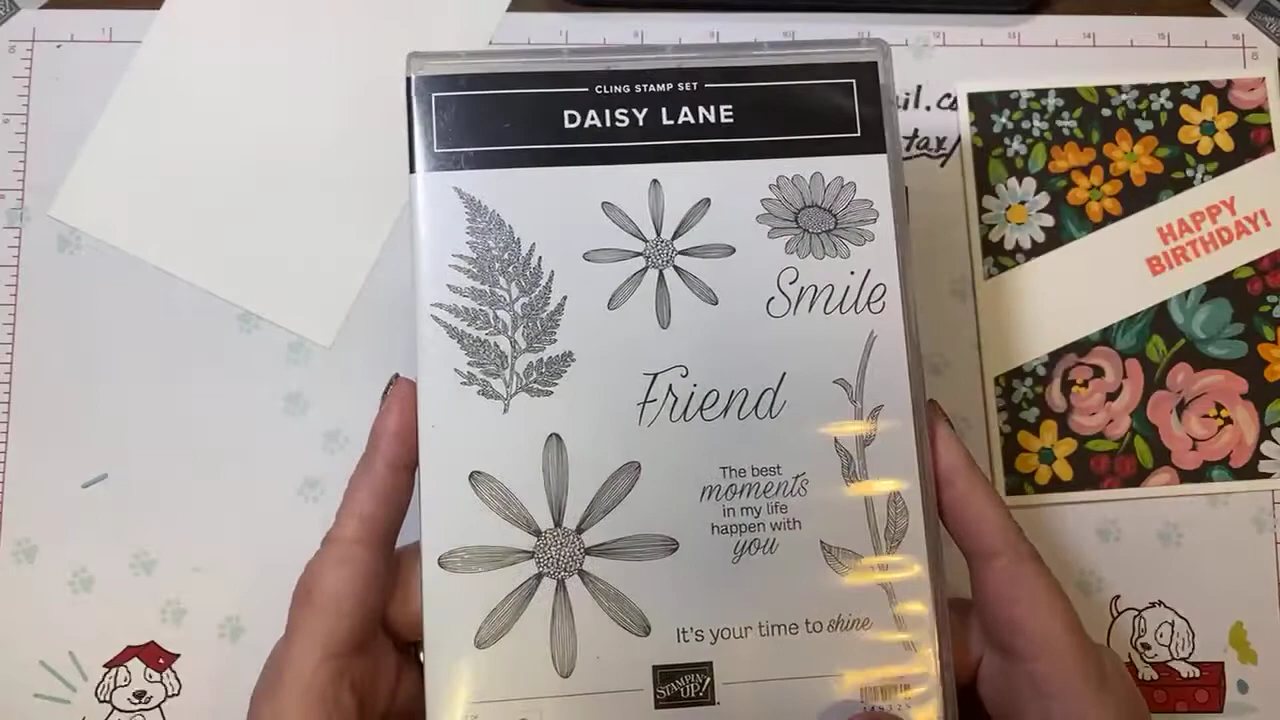 CLING STAMP SET
DAISY LANE
Smile
Friend
The best
moments
in my life
happen with
you
It's your time to shine
STAMPIN' UP!
HAPPY
BIRTHDAY!